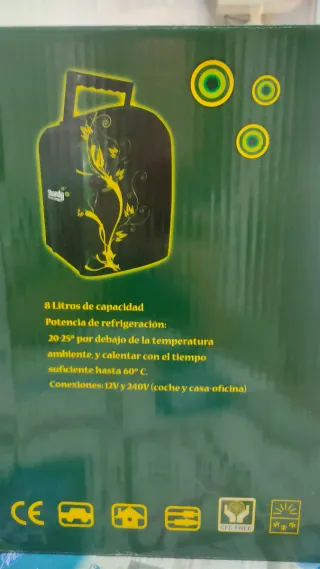 8 Litros de capacidad
Potencia de refrigeración:
20-25º por debajo de la temperatura
ambiente, y calentar con el tiempo
suficiente hasta 60º C.
Conexiones: 12V y 240V (coche y casa-oficina)
CE
CFC FREE